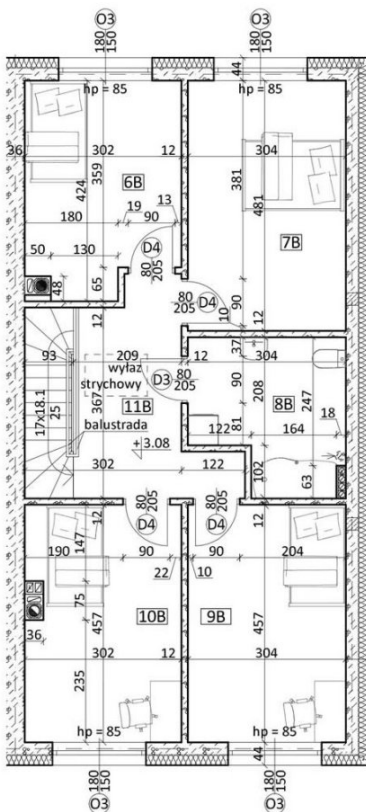 O3 O3
180 180
150 150
44
hp = 85 hp = 85
36 302 12 304
359
424
6B
381
481
13
180 19 90
7B
50 130
D4
80
205
48
65
80
205
D4
90
10
12
12
37
93 209 12 304
wyłaz
strychowy
D3
80
205
90
208
247
8B
17x18.1
25
367
11B
balustrada
81
122 164
18
+3.08
302 122
102
63
12
80
205
80
205
12
D4 D4
190 147 90 90 204
22 10
75
10B 9B
36
457 457
302 12 304
235
hp = 85 hp = 85
44
180 180
150 150
O3 O3